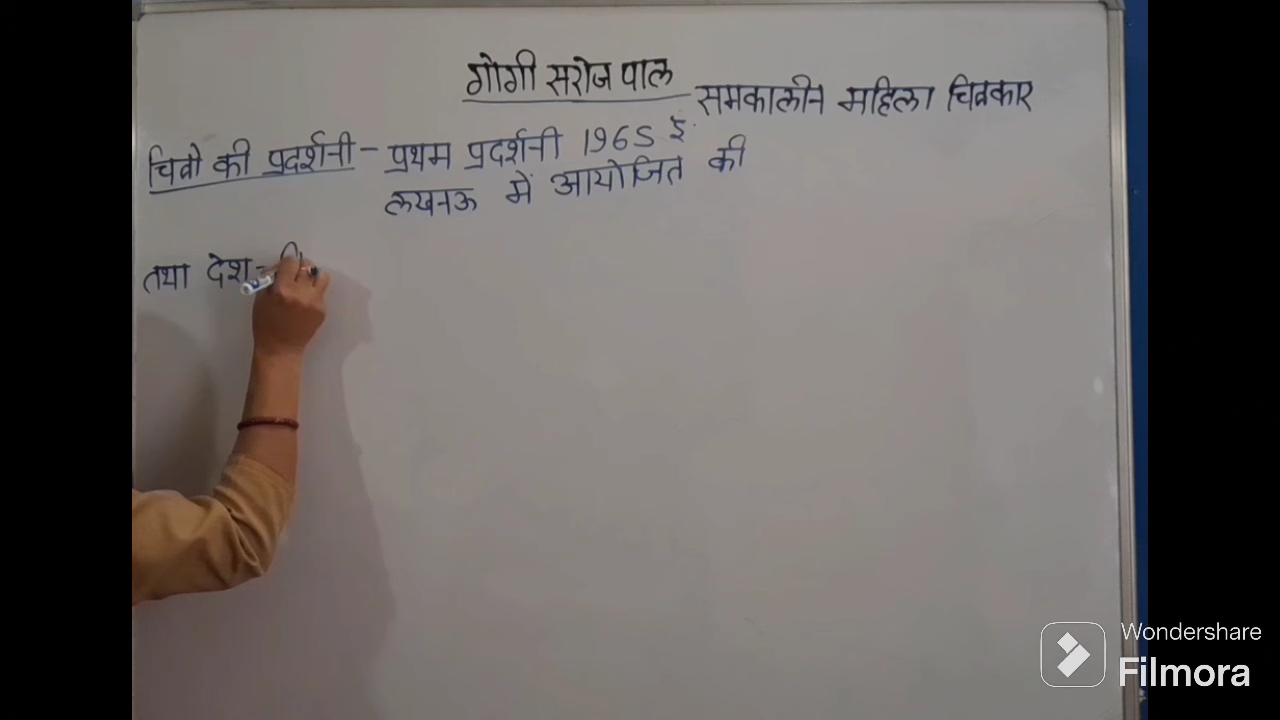 गोगी सरोज पाल
समकालीन महिला चित्रकार
चित्रो की प्रदर्शनी - प्रथम प्रदर्शनी 1965 ई.
लखनऊ में आयोजित की
तथा देश-
Wondershare
Filmora